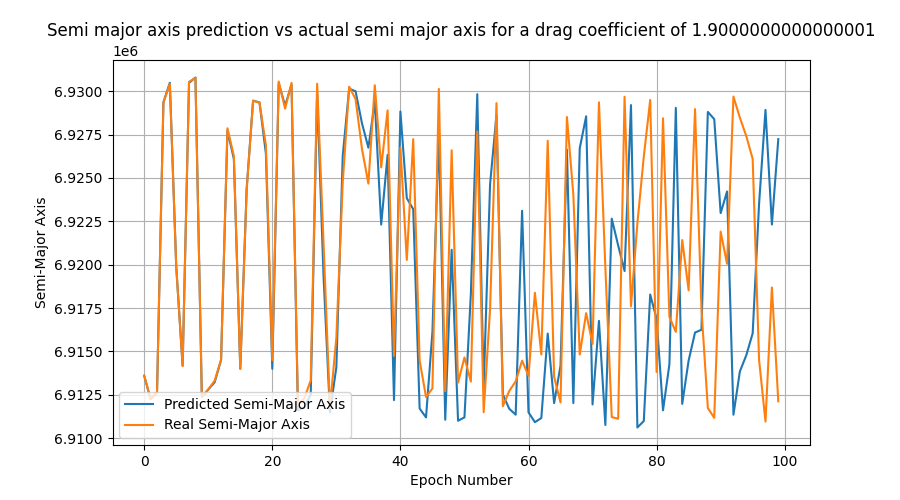 Semi major axis prediction vs actual semi major axis for a drag coefficient of 1.9000000000000001
1e6
6.9300
6.9275
6.9250
6.9225
6.9200
6.9175
6.9150
6.9125
6.9100
Semi-Major Axis
Predicted Semi-Major Axis
Real Semi-Major Axis
0 20 40 60 80 100
Epoch Number